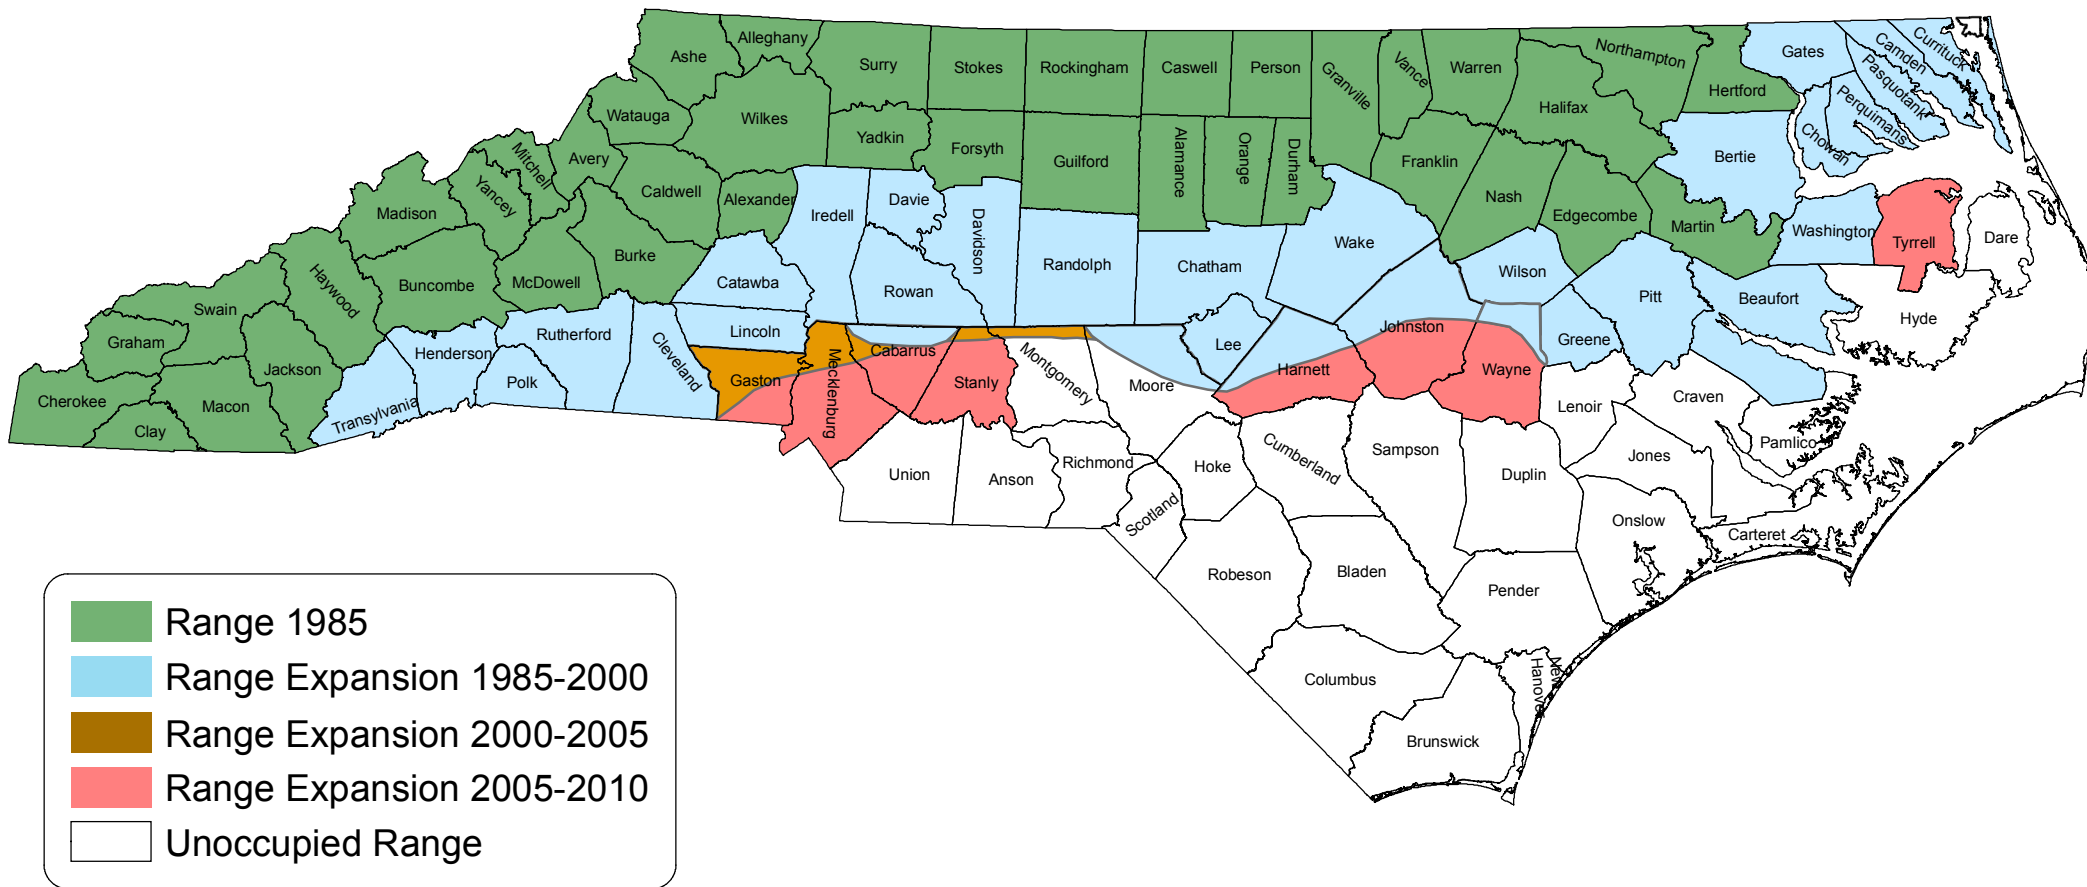 Ashe
Alleghany
Surry
Stokes
Rockingham
Caswell
Person
Granville
Vance
Warren
Northampton
Hertford
Gates
Camden
Currituck
Pasquotank
Perquimans
Chowan
Halifax
Bertie
Watauga
Wilkes
Yadkin
Forsyth
Guilford
Alamance
Orange
Durham
Franklin
Nash
Edgecombe
Martin
Washington
Tyrrell
Dare
Mitchell
Avery
Yancey
Caldwell
Alexander
Iredell
Davie
Davidson
Madison
Burke
McDowell
Buncombe
Haywood
Swain
Graham
Jackson
Cherokee
Macon
Clay
Catawba
Rowan
Randolph
Chatham
Wake
Wilson
Pitt
Beaufort
Hyde
Rutherford
Cleveland
Lincoln
Henderson
Polk
Transylvania
Gaston
Mecklenburg
Cabarrus
Stanly
Montgomery
Moore
Lee
Harnett
Johnston
Wayne
Greene
Lenoir
Craven
Pamlico
Jones
Union
Anson
Richmond
Scotland
Hoke
Cumberland
Sampson
Duplin
Onslow
Carteret
Robeson
Bladen
Pender
Columbus
Brunswick
New
Hanover
Range 1985
Range Expansion 1985-2000
Range Expansion 2000-2005
Range Expansion 2005-2010
Unoccupied Range